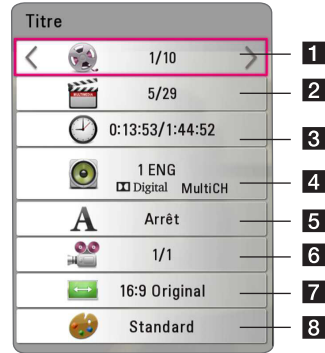 Titre
1/10 1
5/29 2
0:13:53/1:44:52 3
1 ENG
Digital MultiCH 4
Arrêt 5
1/1 6
16:9 Original 7
Standard 8